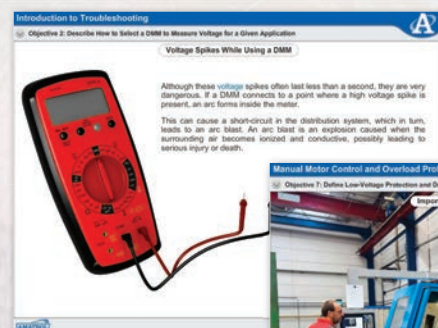 Introduction to Troubleshooting
Objective 2: Describe How to Select a DMM to Measure Voltage for a Given Application
Voltage Spikes While Using a DMM
Although these voltage spikes often last less than a second, they are very
dangerous. If a DMM connects to a point where a high voltage spike is
present, an arc forms inside the meter.
This can cause a short-circuit in the distribution system, which in turn,
leads to an arc blast. An arc blast is an explosion caused when the
surrounding air becomes ionized and conductive, possibly leading to
serious injury or death.
Manual Motor Control and Overload Prot
Objective 7: Define Low-Voltage Protection and D
Impor
AMATROL